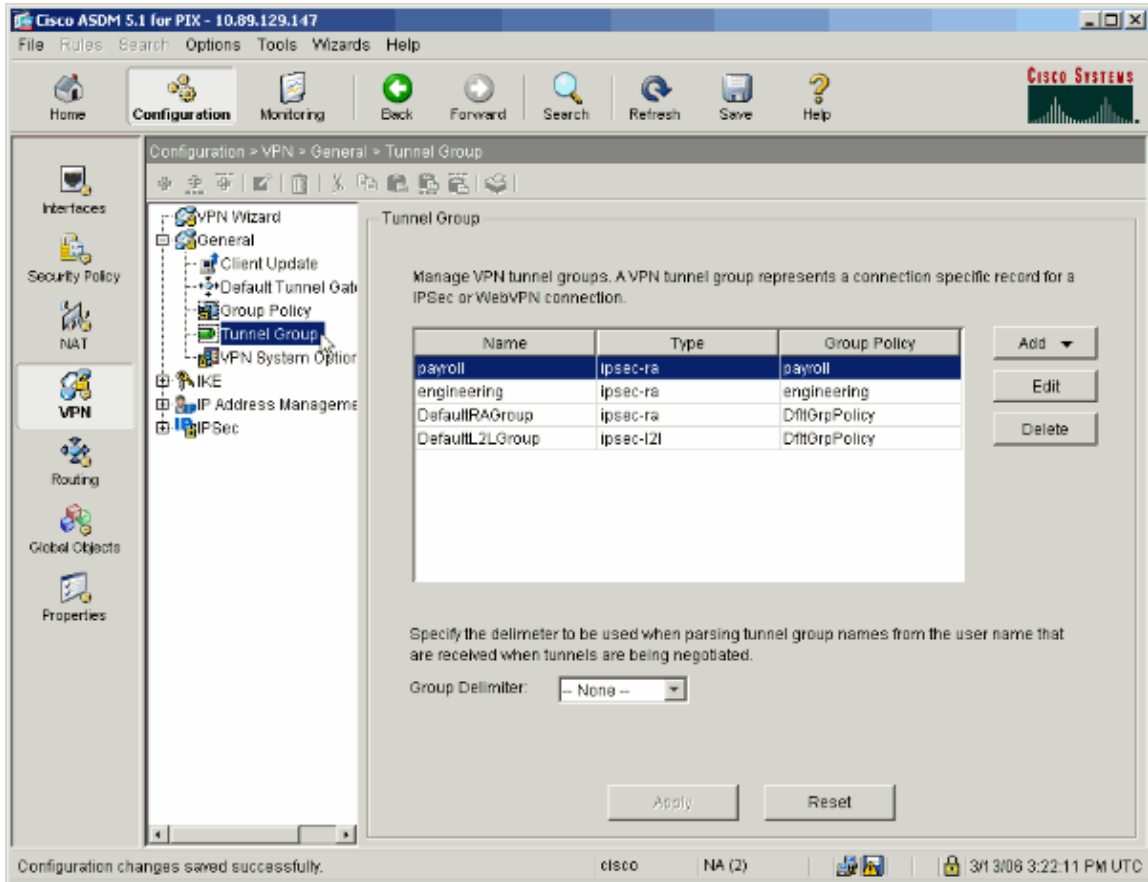 Cisco ASDM 5.1 for PIX - 10.89.129.147
File Rules Search Options Tools Wizards Help
Home Configuration Monitoring Back Forward Search Refresh Save Help
CISCO SYSTEMS
Configuration > VPN > General > Tunnel Group
Interfaces
Security Policy
NAT
VPN
Routing
Global Objects
Properties
VPN Wizard
General
Client Update
Default Tunnel Gat
Group Policy
Tunnel Group
VPN System Option
IKE
IP Address Manageme
IPSec
Tunnel Group
Manage VPN tunnel groups. A VPN tunnel group represents a connection specific record for a
IPSec or WebVPN connection.
Name Type Group Policy
payroll ipsec-ra payroll
engineering ipsec-ra engineering
DefaultRAGroup ipsec-ra DfltGrpPolicy
DefaultL2LGroup ipsec-l2l DfltGrpPolicy
Add
Edit
Delete
Specify the delimeter to be used when parsing tunnel group names from the user name that
are received when tunnels are being negotiated.
Group Delimiter: -- None --
Apply Reset
Configuration changes saved successfully. cisco NA (2) 3/13/06 3:22:11 PM UTC